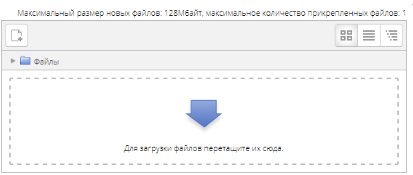 Максимальный размер новых файлов: 128Мбайт, максимальное количество прикрепленных файлов: 1
Файлы
Для загрузки файлов перетащите их сюда.